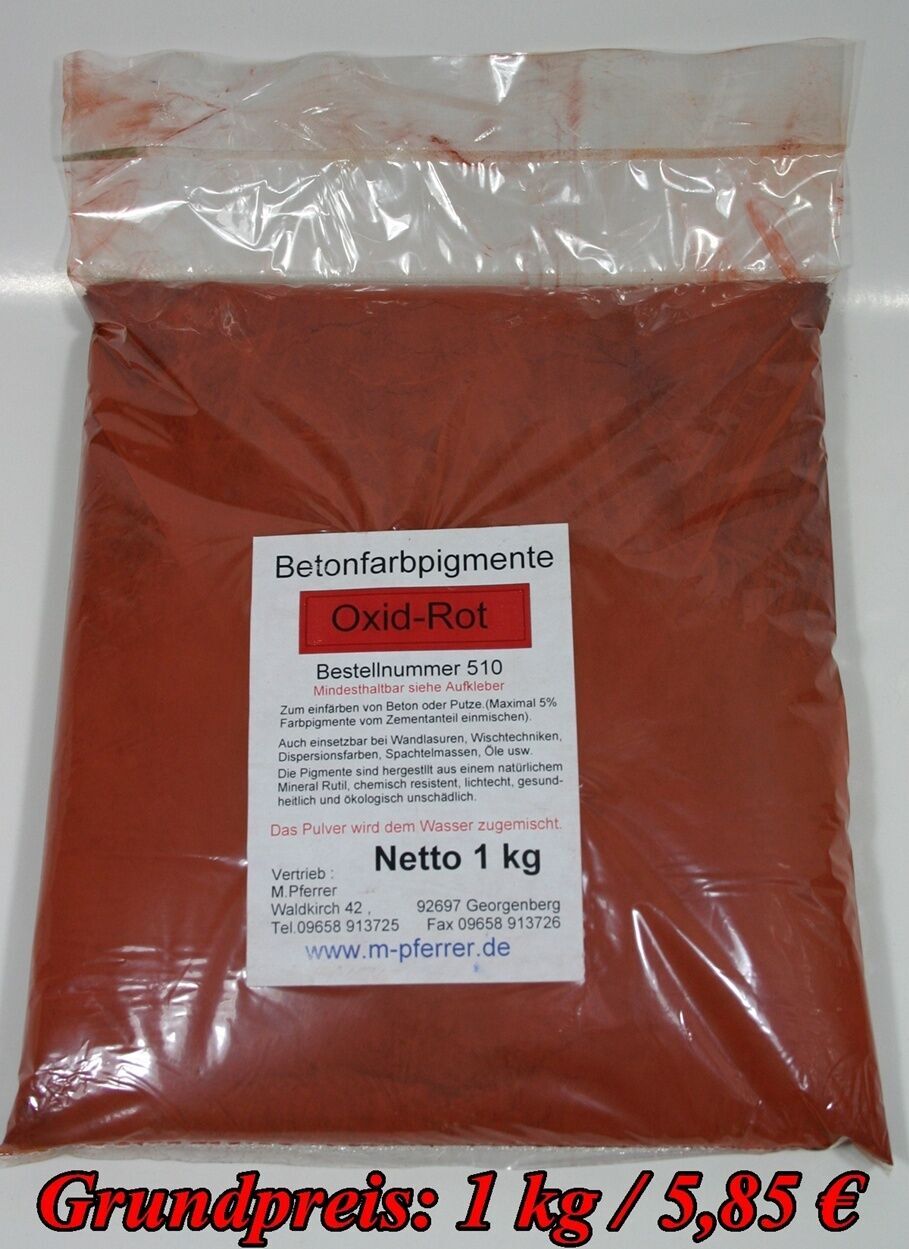 Betonfarbpigmente
Oxid-Rot
Bestellnummer 510
Mindesthaltbar siehe Aufkleber
Zum einfärben von Beton oder Putze.(Maximal 5%
Farbpigmente vom Zementanteil einmischen).
Auch einsetzbar bei Wandlasuren, Wischtechniken,
Dispersionsfarben, Spachtelmassen, Öle usw.
Die Pigmente sind hergestllt aus einem natürlichem
Mineral Rutil, chemisch resistent, lichtecht, gesund-
heitlich und ökologisch unschädlich.
Das Pulver wird dem Wasser zugemischt.
Netto 1 kg
Vertrieb :
M.Pferrer
Waldkirch 42 , 92697 Georgenberg
Tel.09658 913725 Fax 09658 913726
www.m-pferrer.de
Grundpreis: 1 kg / 5,85 €